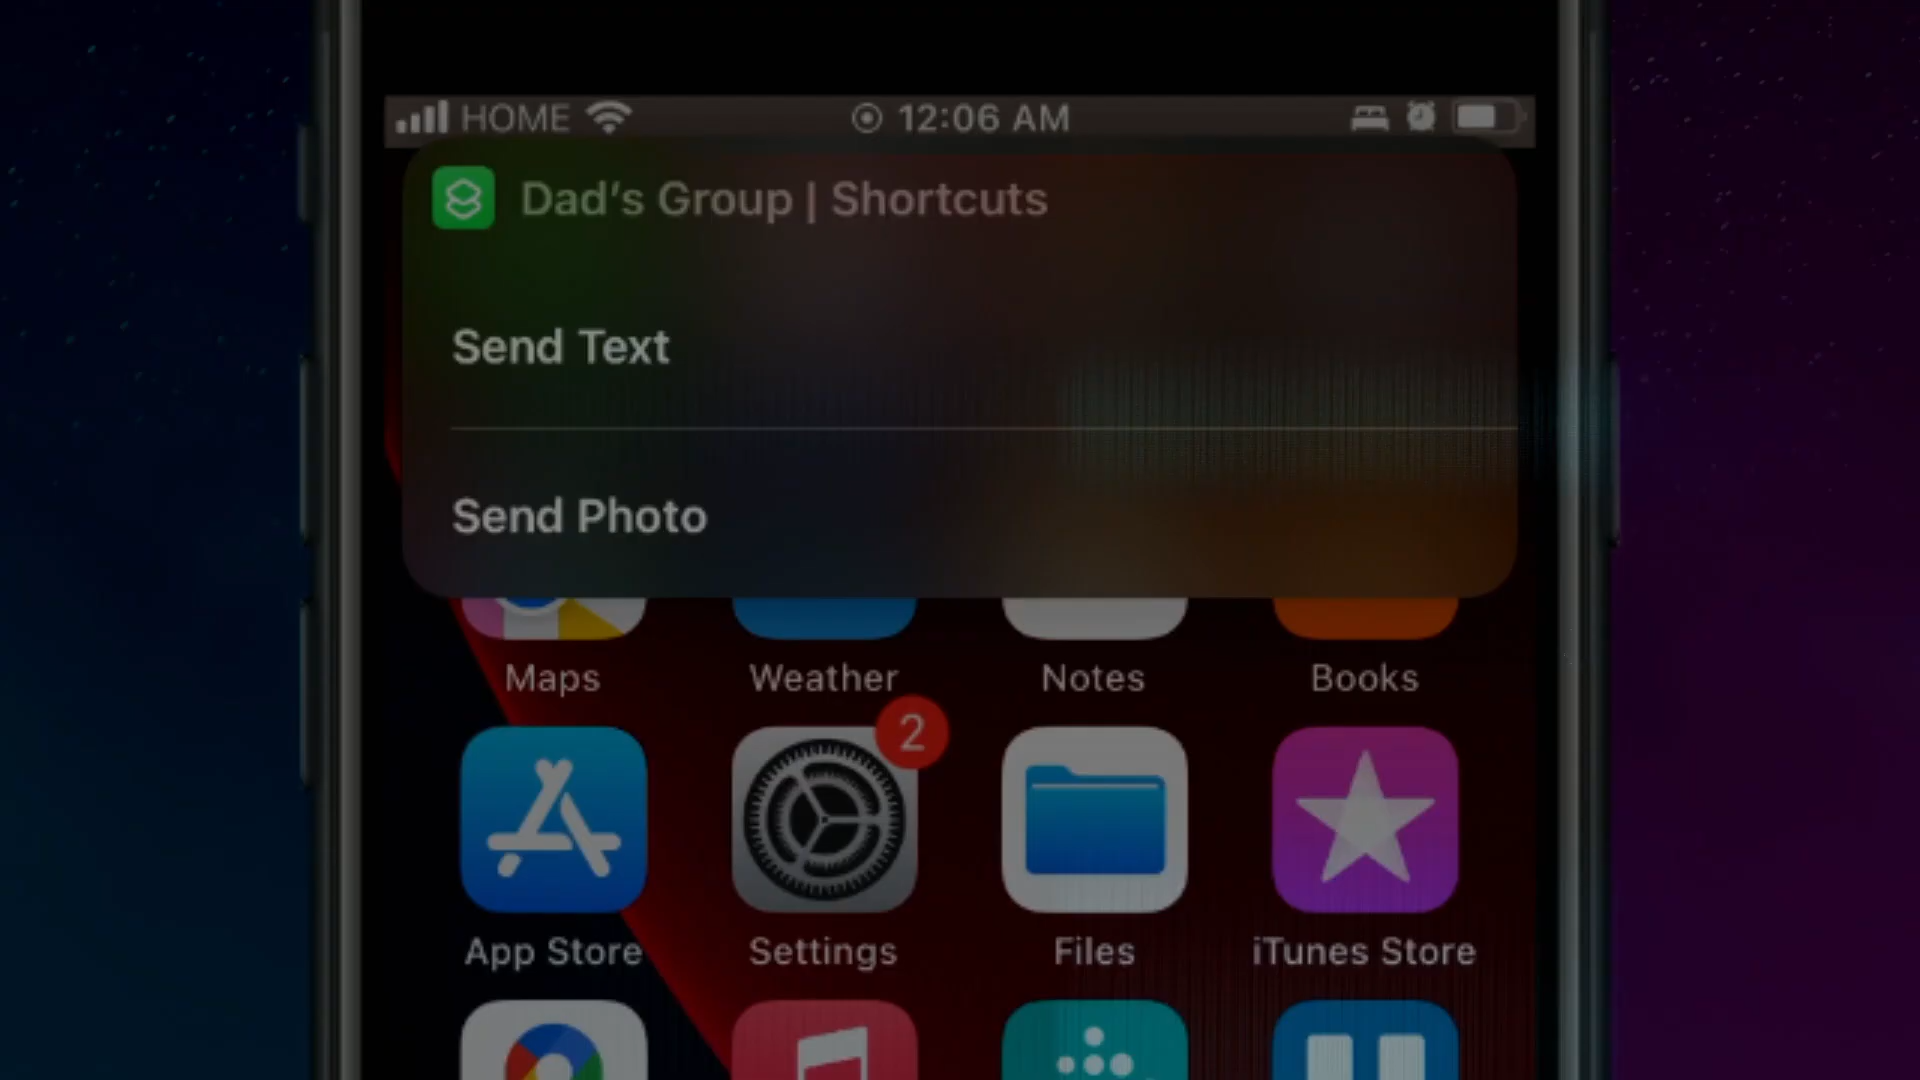 HOME 12:06 AM
Dad's Group | Shortcuts
Send Text
Send Photo
Maps Weather Notes Books
2
App Store Settings Files iTunes Store